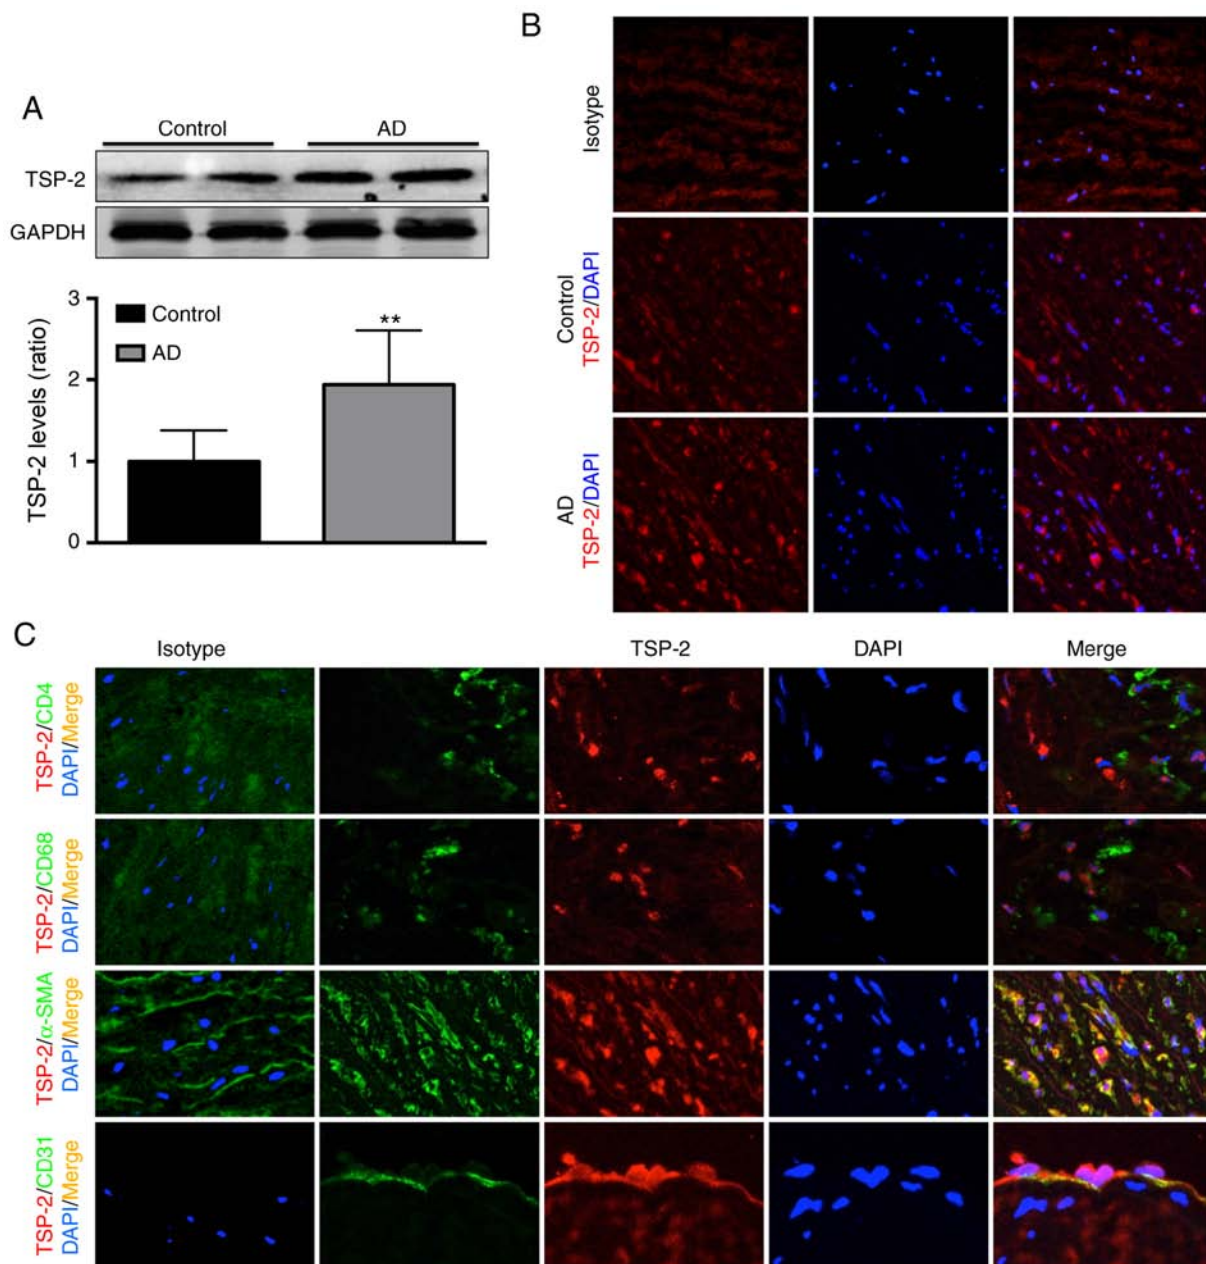 A
Control AD
TSP-2
GAPDH
TSP-2 levels (ratio)
3
2
1
0
Control
AD
**
B
Isotype
Control
TSP-2/DAPI
AD
TSP-2/DAPI
C
Isotype TSP-2 DAPI Merge
TSP-2/CD4
DAPI/Merge
TSP-2/CD68
DAPI/Merge
TSP-2/α-SMA
DAPI/Merge
TSP-2/CD31
DAPI/Merge